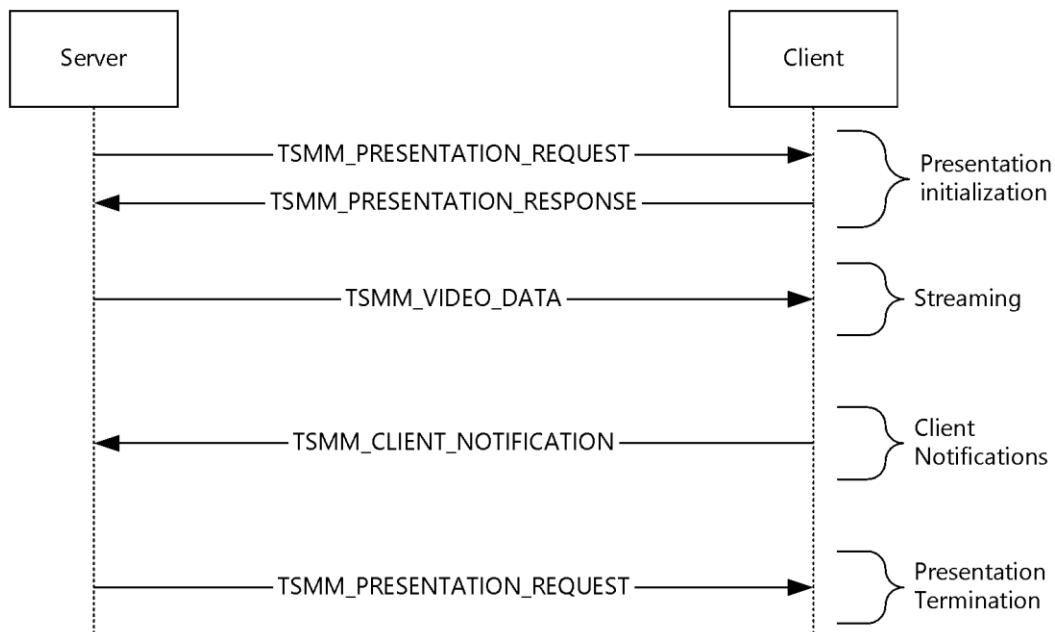 Server
Client
TSMM_PRESENTATION_REQUEST
Presentation
initialization
TSMM_PRESENTATION_RESPONSE
TSMM_VIDEO_DATA
Streaming
TSMM_CLIENT_NOTIFICATION
Client
Notifications
TSMM_PRESENTATION_REQUEST
Presentation
Termination